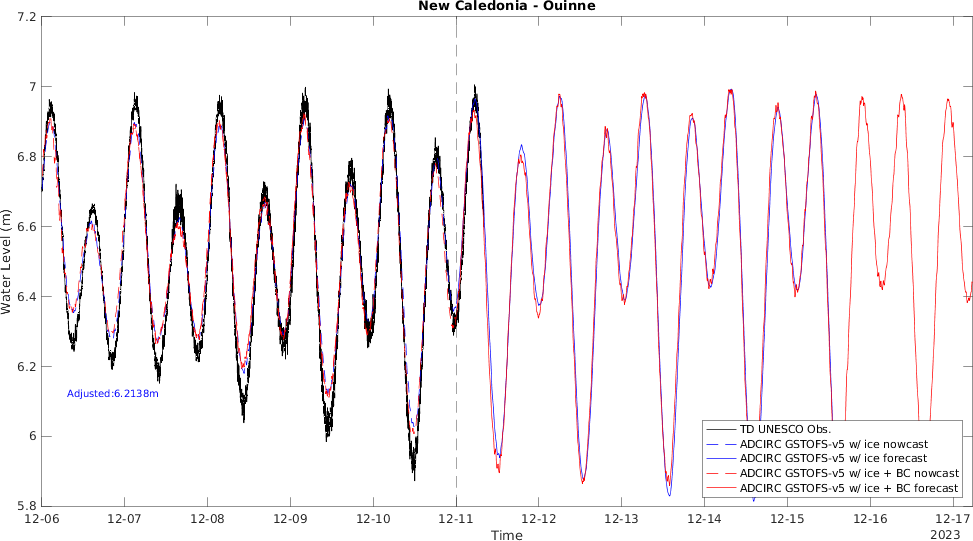 New Caledonia - Ouinne
7.2
7
6.8
6.6
6.4
6.2
6
5.8
Water Level (m)
Adjusted:6.2138m
TD UNESCO Obs.
ADCIRC GSTOFS-v5 w/ ice nowcast
ADCIRC GSTOFS-v5 w/ ice forecast
ADCIRC GSTOFS-v5 w/ ice + BC nowcast
ADCIRC GSTOFS-v5 w/ ice + BC forecast
12-06 12-07 12-08 12-09 12-10 12-11 12-12 12-13 12-14 12-15 12-16 12-17
Time 2023